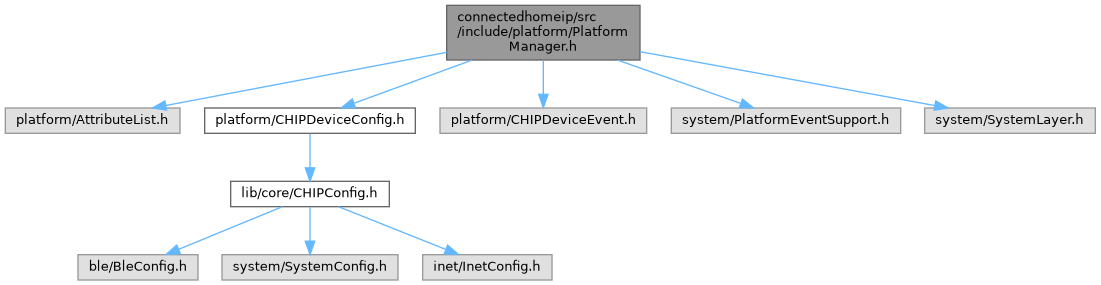 connectedhomeip/src
/include/platform/Platform
Manager.h
platform/AttributeList.h
platform/CHIPDeviceConfig.h
platform/CHIPDeviceEvent.h
system/PlatformEventSupport.h
system/SystemLayer.h
lib/core/CHIPConfig.h
ble/BleConfig.h
system/SystemConfig.h
inet/InetConfig.h